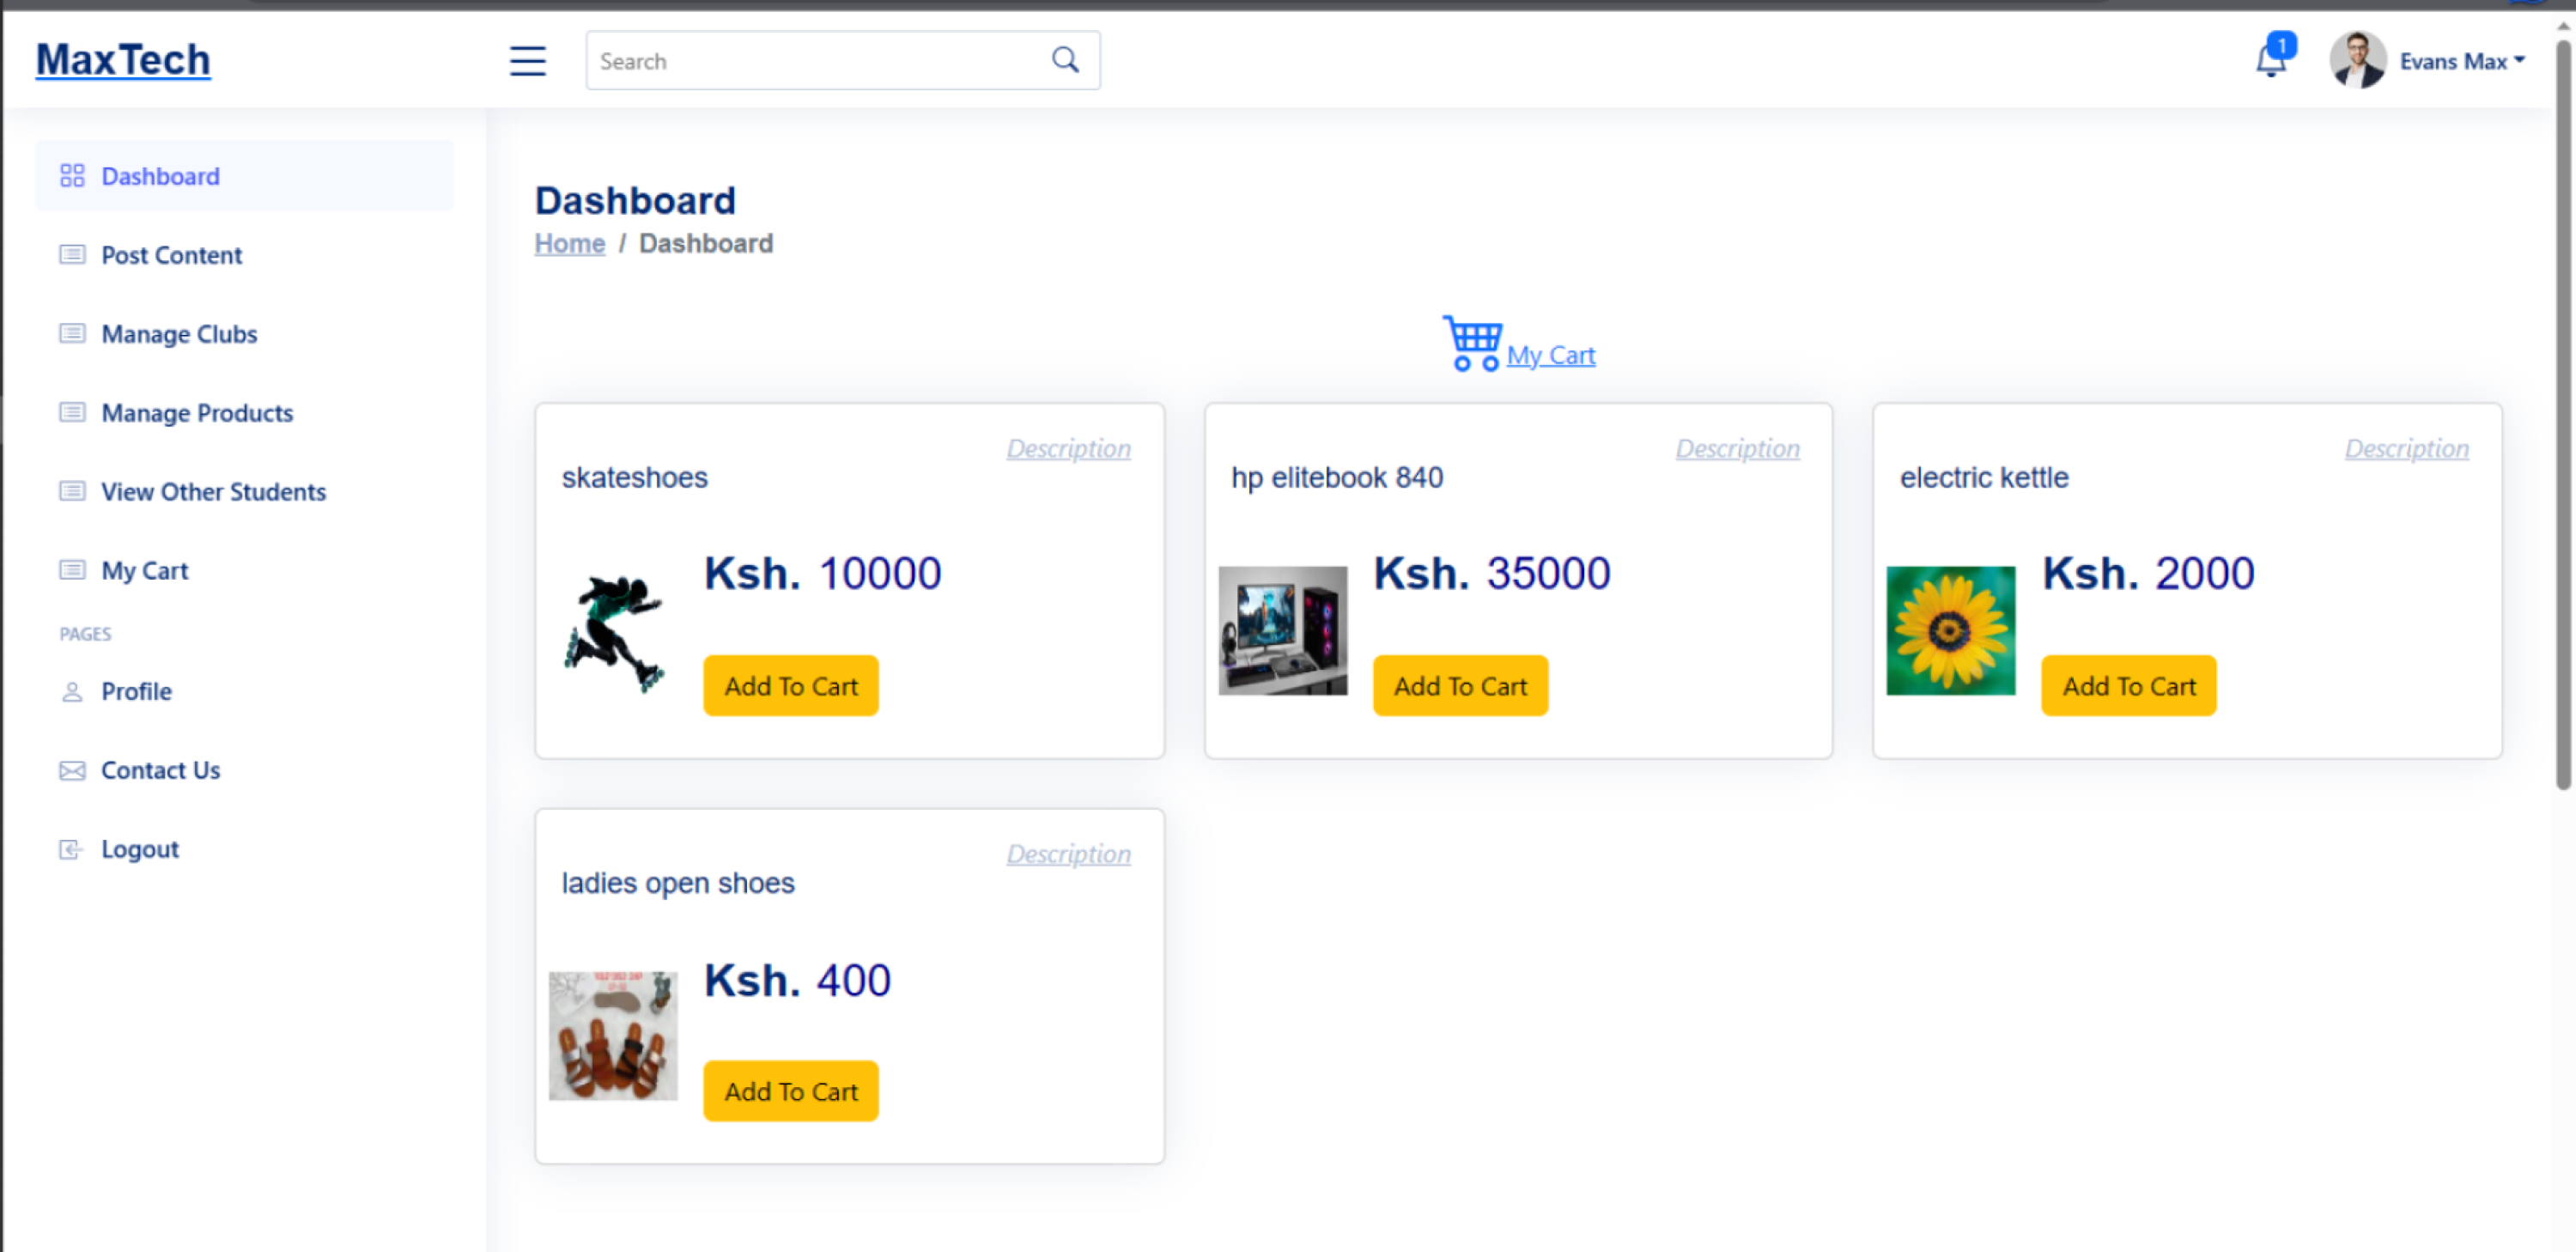 MaxTech
Search
1
Evans Max
Dashboard
Post Content
Manage Clubs
Manage Products
View Other Students
My Cart
PAGES
Profile
Contact Us
Logout
Dashboard
Home / Dashboard
My Cart
Description
skateshoes
Ksh. 10000
Add To Cart
Description
hp elitebook 840
Ksh. 35000
Add To Cart
Description
electric kettle
Ksh. 2000
Add To Cart
Description
ladies open shoes
Ksh. 400
Add To Cart